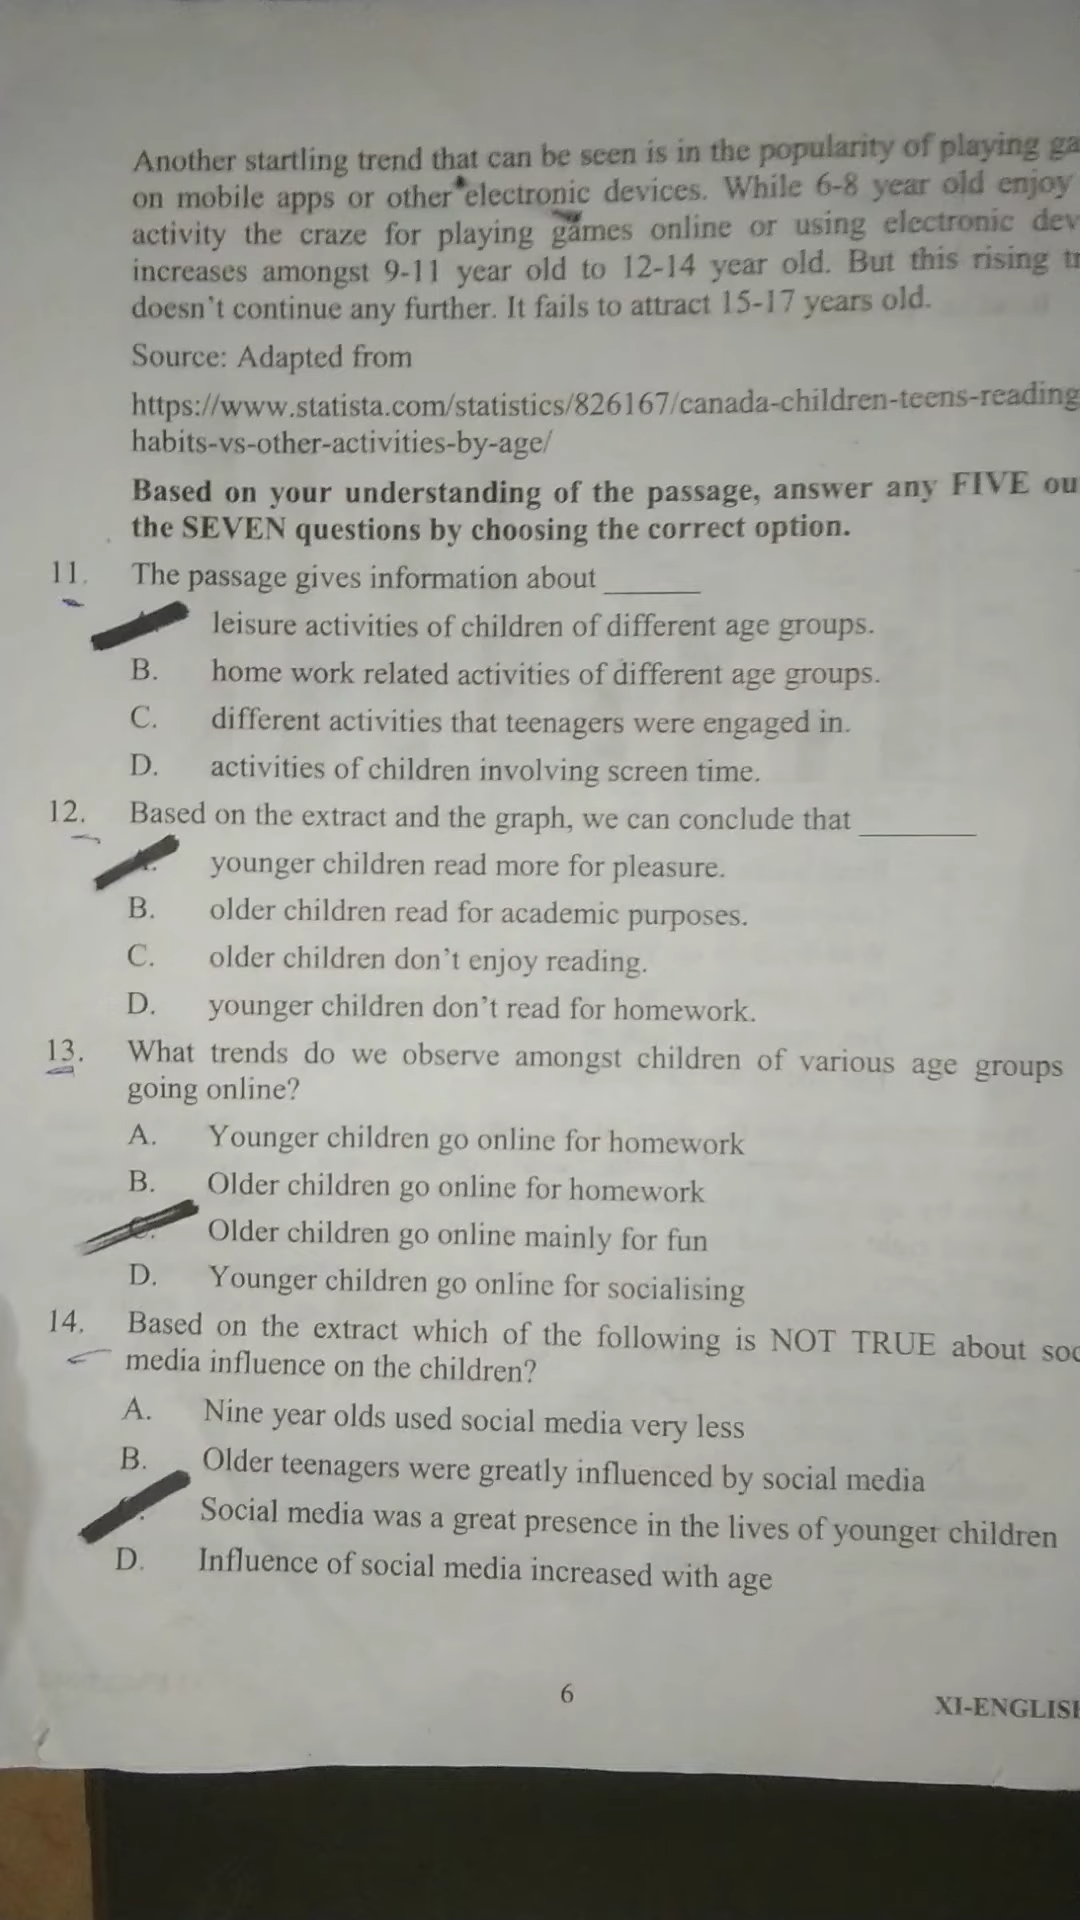 Another startling trend that can be seen is in the popularity of playing
on mobile apps or other electronic devices. While 6-8 year old enjoy
activity the craze for playing games online or using electronic
increases amongst 9-11 year old to 12-14 year old. But this rising
doesn't continue any further. It fails to attract 15-17 years old.
Source: Adapted from
https://www.statista.com/statistics/826167/canada-children-teens-reading-
habits-vs-other-activities-by-age/
Based on your understanding of the passage, answer any FIVE
the SEVEN questions by choosing the correct option.
11. The passage gives information about ______
leisure activities of children of different age groups.
B. home work related activities of different age groups.
C. different activities that teenagers were engaged in.
D. activities of children involving screen time.
12. Based on the extract and the graph, we can conclude that ______
younger children read more for pleasure.
B. older children read for academic purposes.
C. older children don't enjoy reading.
D. younger children don't read for homework.
13. What trends do we observe amongst children of various age groups
going online?
A. Younger children go online for homework
B. Older children go online for homework
C. Older children go online mainly for fun
D. Younger children go online for socialising
14. Based on the extract which of the following is NOT TRUE about
media influence on the children?
A. Nine year olds used social media very less
B. Older teenagers were greatly influenced by social media
Social media was a great presence in the lives of younger children
D. Influence of social media increased with age
6